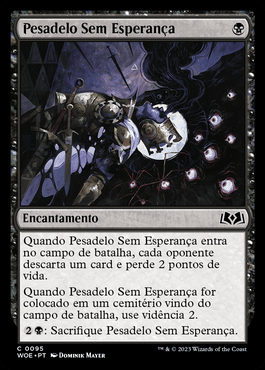 Pesadelo Sem Esperança
Encantamento
Quando Pesadelo Sem Esperança entra
no campo de batalha, cada oponente
descarta um card e perde 2 pontos de
vida.
Quando Pesadelo Sem Esperança for
colocado em um cemitério vindo do
campo de batalha, use vidência 2.
2 : Sacrifique Pesadelo Sem Esperança.
C 0095
WOE • PT Dominik Mayer
™ & © 2023 Wizards of the Coast